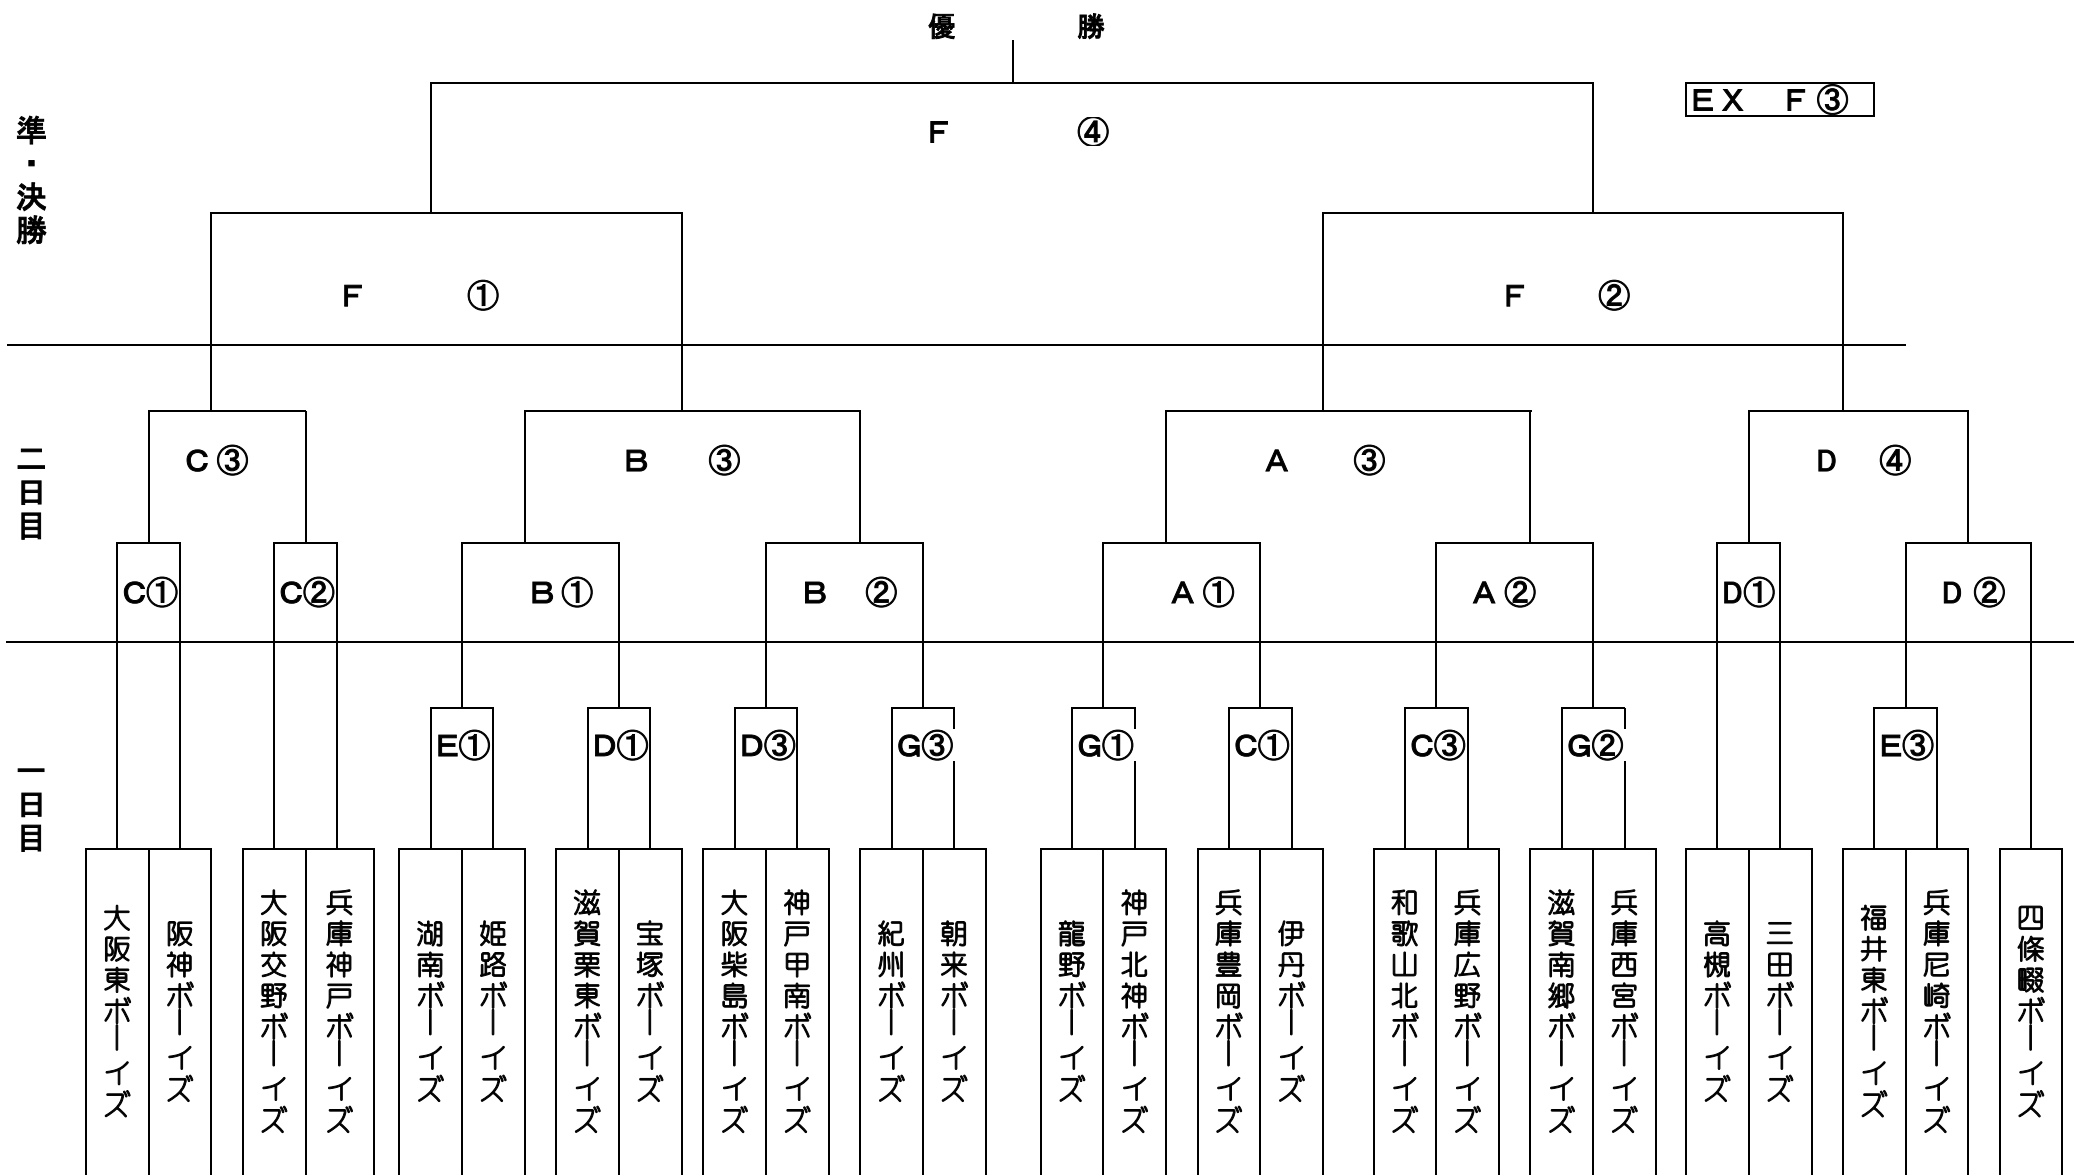 優 勝
EX F③
F ④
準・決勝
F ①
F ②
二日目
C③
B ③
A ③
D ④
C①
C②
B①
B ②
A①
A②
D①
D②
一日目
E①
D①
D③
G③
G①
C①
C③
G②
E③
大阪東ボーイズ
阪神ボーイズ
大阪交野ボーイズ
兵庫神戸ボーイズ
湖南ボーイズ
姫路ボーイズ
滋賀栗東ボーイズ
宝塚ボーイズ
大阪柴島ボーイズ
神戸甲南ボーイズ
紀州ボーイズ
朝来ボーイズ
龍野ボーイズ
神戸北神ボーイズ
兵庫豊岡ボーイズ
伊丹ボーイズ
和歌山北ボーイズ
兵庫広野ボーイズ
滋賀南郷ボーイズ
兵庫西宮ボーイズ
高槻ボーイズ
三田ボーイズ
福井東ボーイズ
兵庫尼崎ボーイズ
四條畷ボーイズ